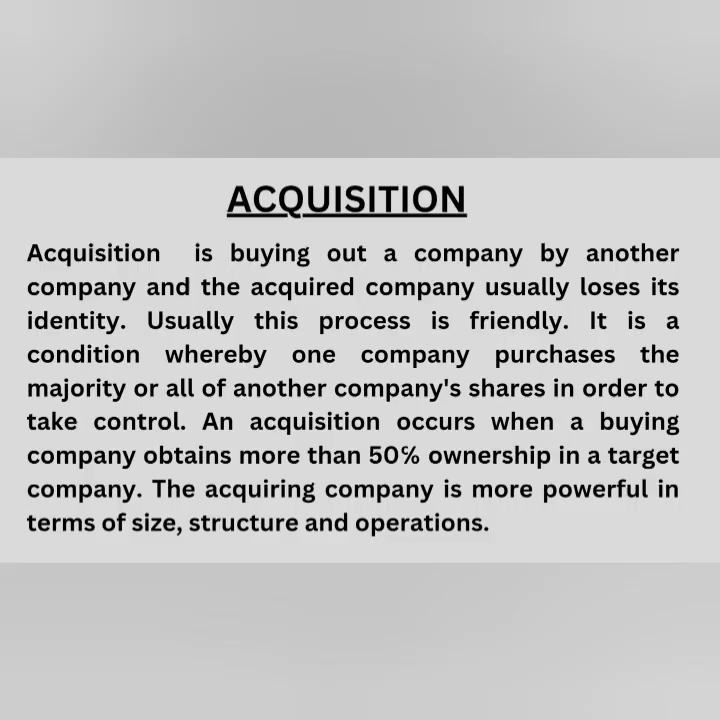 ACQUISITION
Acquisition is buying out a company by another
company and the acquired company usually loses its
identity. Usually this process is friendly. It is a
condition whereby one company purchases the
majority or all of another company's shares in order to
take control. An acquisition occurs when a buying
company obtains more than 50℅ ownership in a target
company. The acquiring company is more powerful in
terms of size, structure and operations.